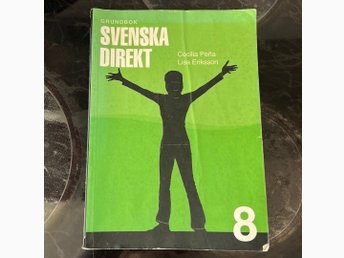 GRUNDBOK
SVENSKA
DIREKT
Cecilia Peña
Lisa Eriksson
8